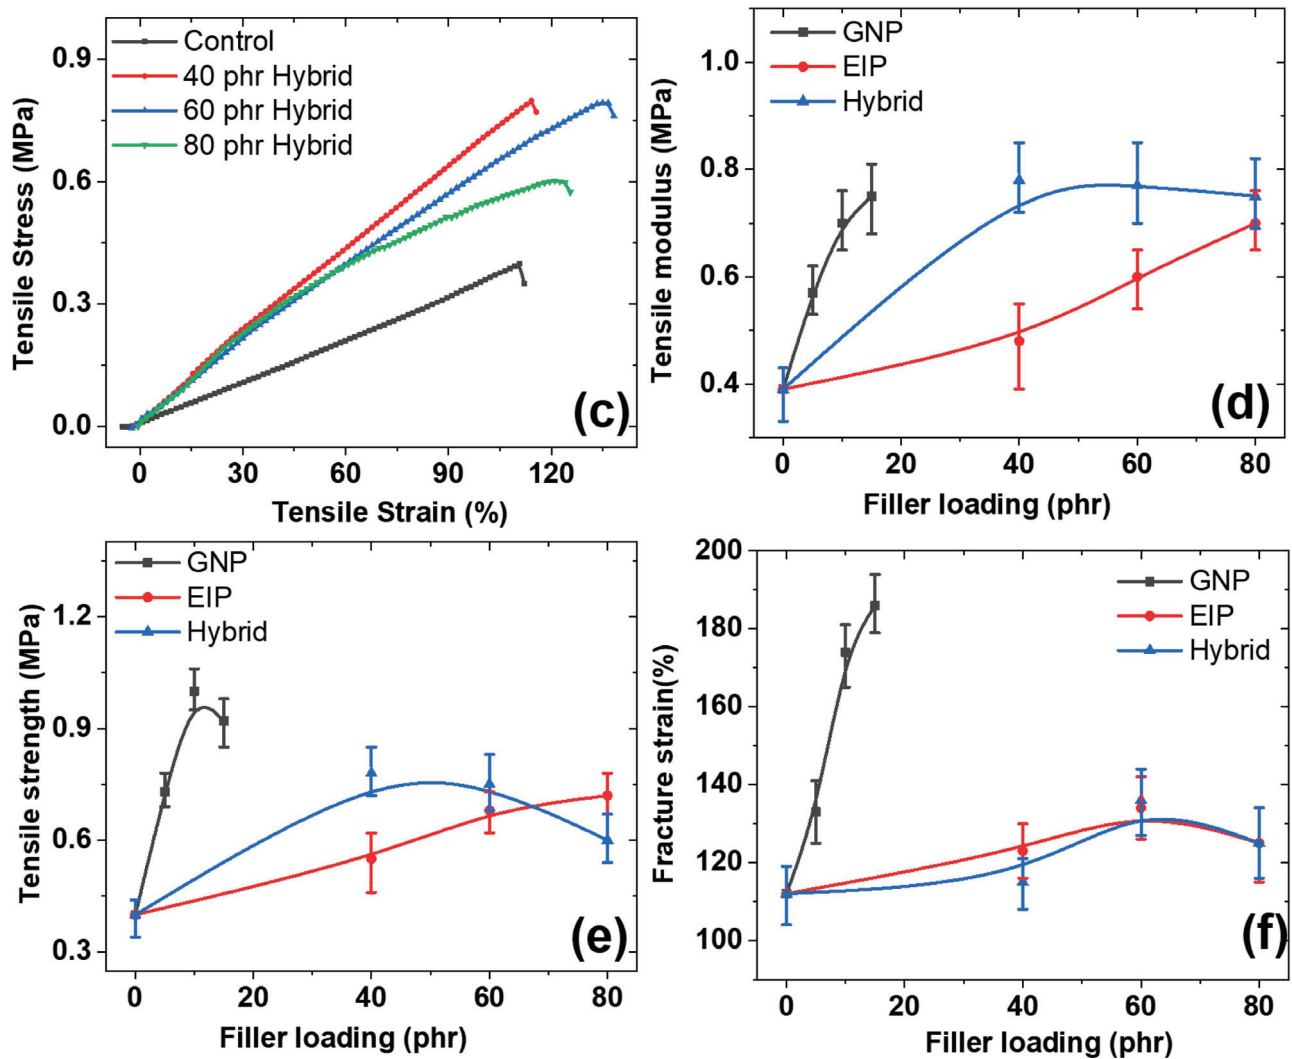 Tensile Stress (MPa)
0.9
0.6
0.3
0.0
Control
40 phr Hybrid
60 phr Hybrid
80 phr Hybrid
(c)
0 30 60 90 120
Tensile Strain (%)
Tensile modulus (MPa)
1.0
0.8
0.6
0.4
GNP
EIP
Hybrid
(d)
0 20 40 60 80
Filler loading (phr)
Tensile strength (MPa)
1.2
0.9
0.6
0.3
GNP
EIP
Hybrid
(e)
0 20 40 60 80
Filler loading (phr)
Fracture strain(%)
200
180
160
140
120
100
GNP
EIP
Hybrid
(f)
0 20 40 60 80
Filler loading (phr)